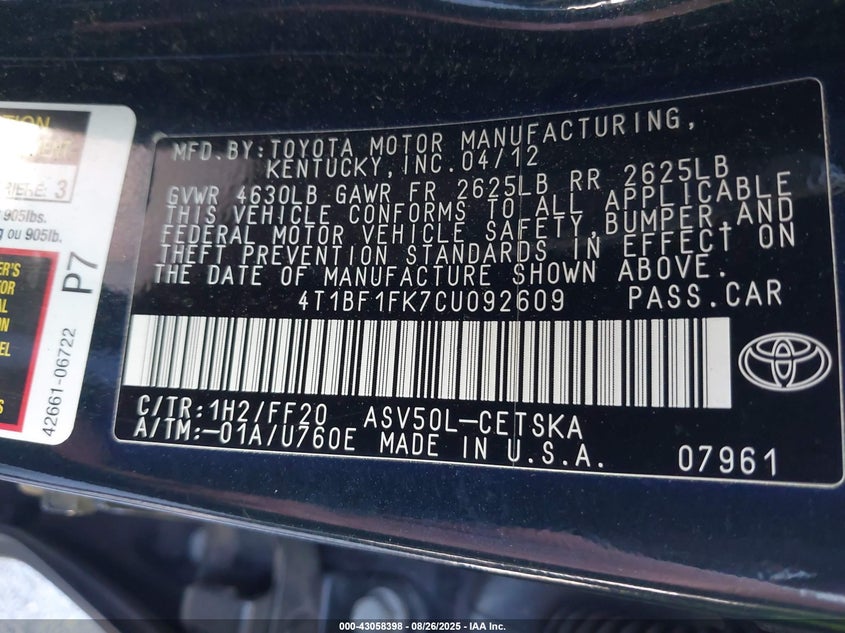 TION
3
905lbs.
ou 905lb.
P7
42661-06722
MFD.BY:TOYOTA MOTOR MANUFACTURING,
KENTUCKY,INC.04/12
GVWR 4630LB GAWR FR 2625LB RR 2625LB
THIS VEHICLE CONFORMS TO ALL APPLICABLE
FEDERAL MOTOR VEHICLE SAFETY,BUMPER,AND
THEFT PREVENTION STANDARDS IN EFFECT ON
THE DATE OF MANUFACTURE SHOWN ABOVE.
4T1BF1FK7CU092609 PASS.CAR
C/TR:1H2/FF20 ASV50L-CETSKA
A/TM:-01A/U760E MADE IN U.S.A.
07961
000-43058398 - 08/26/2025 - IAA Inc.